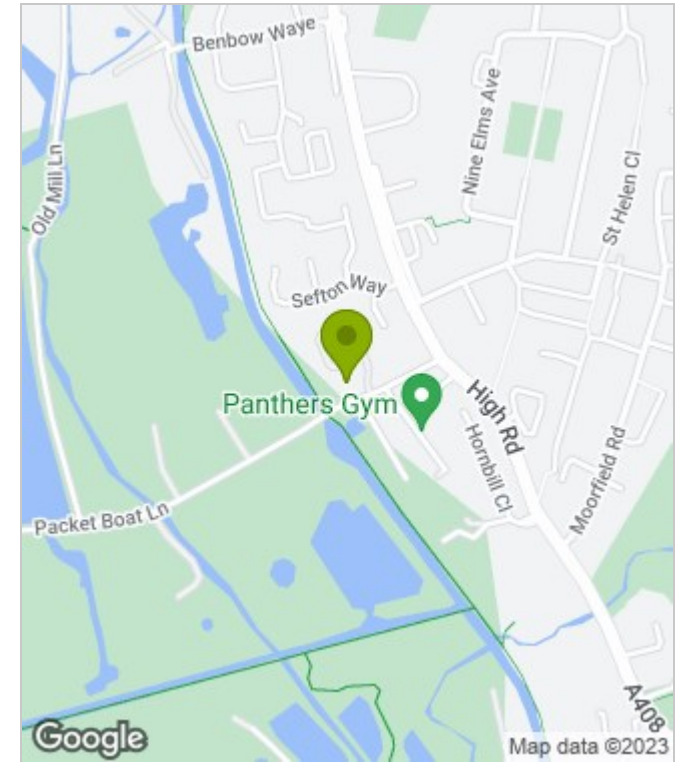 Benbow Waye
Old Mill Ln
Nine Elms Ave
St Helen Cl
Sefton Way
Panthers Gym
High Rd
Hornbill Cl
Moorfield Rd
Packet Boat Ln
A408
Google
Map data ©2023